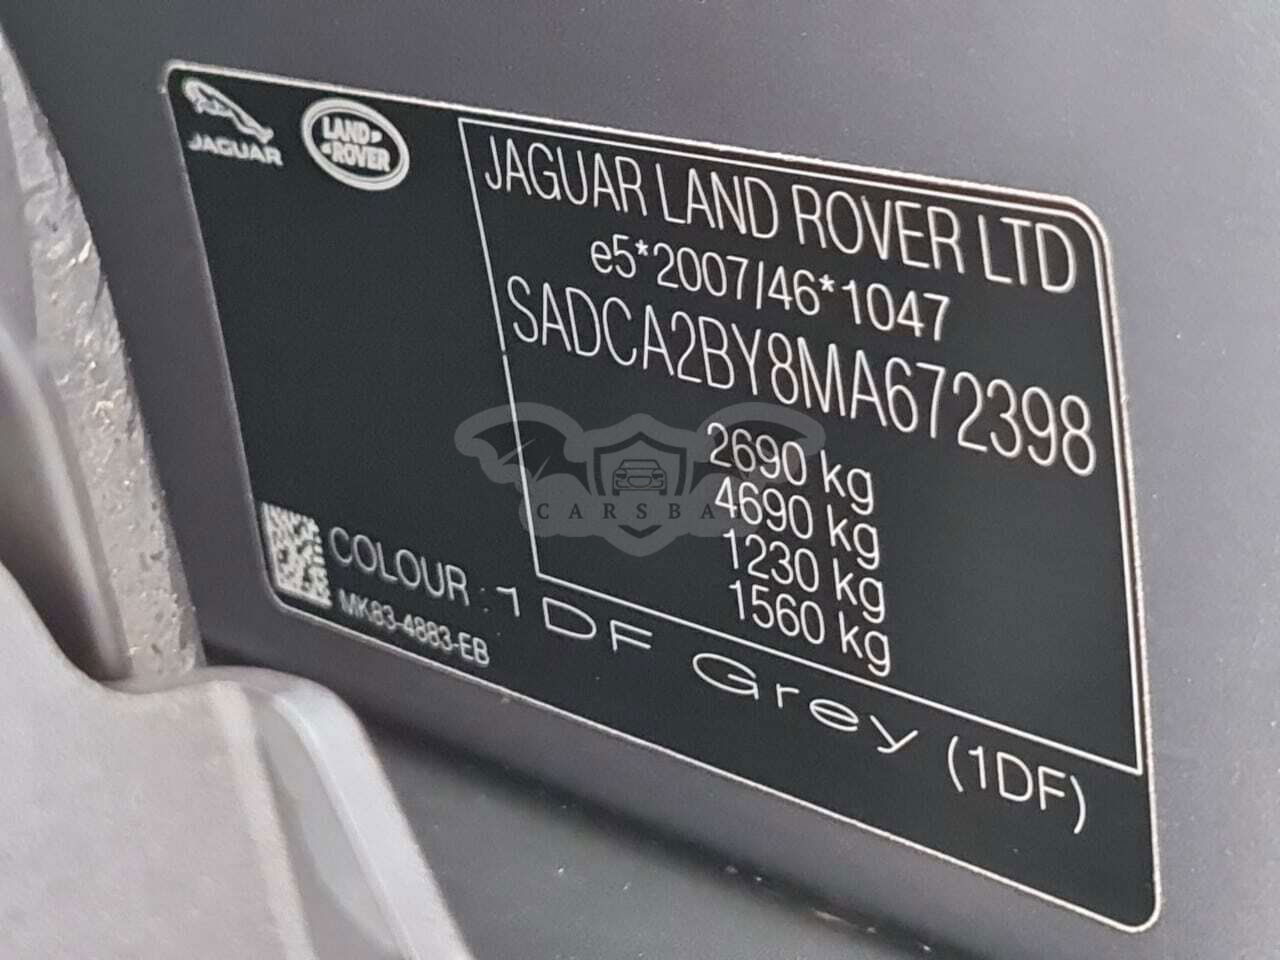 JAGUAR
LAND
ROVER
JAGUAR LAND ROVER LTD
e5*2007/46*1047
SADCA2BY8MA672398
2690 kg
4690 kg
1230 kg
1560 kg
CARSBA
COLOUR : 1DF Grey (1DF)
MK83-4883-EB